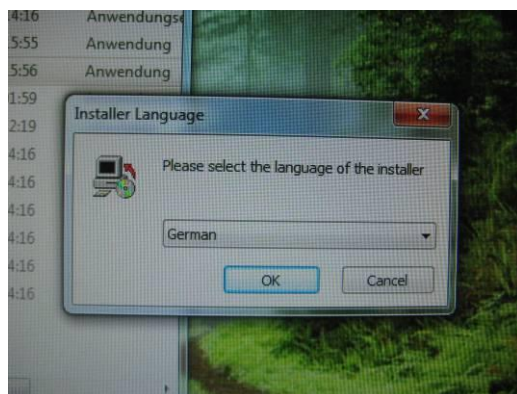 4:16 Anwendungse
5:55 Anwendung
5:56 Anwendung
1:59
2:19
4:16
4:16
4:16
4:16
4:16
4:16
Installer Language
Please select the language of the installer
German
OK Cancel